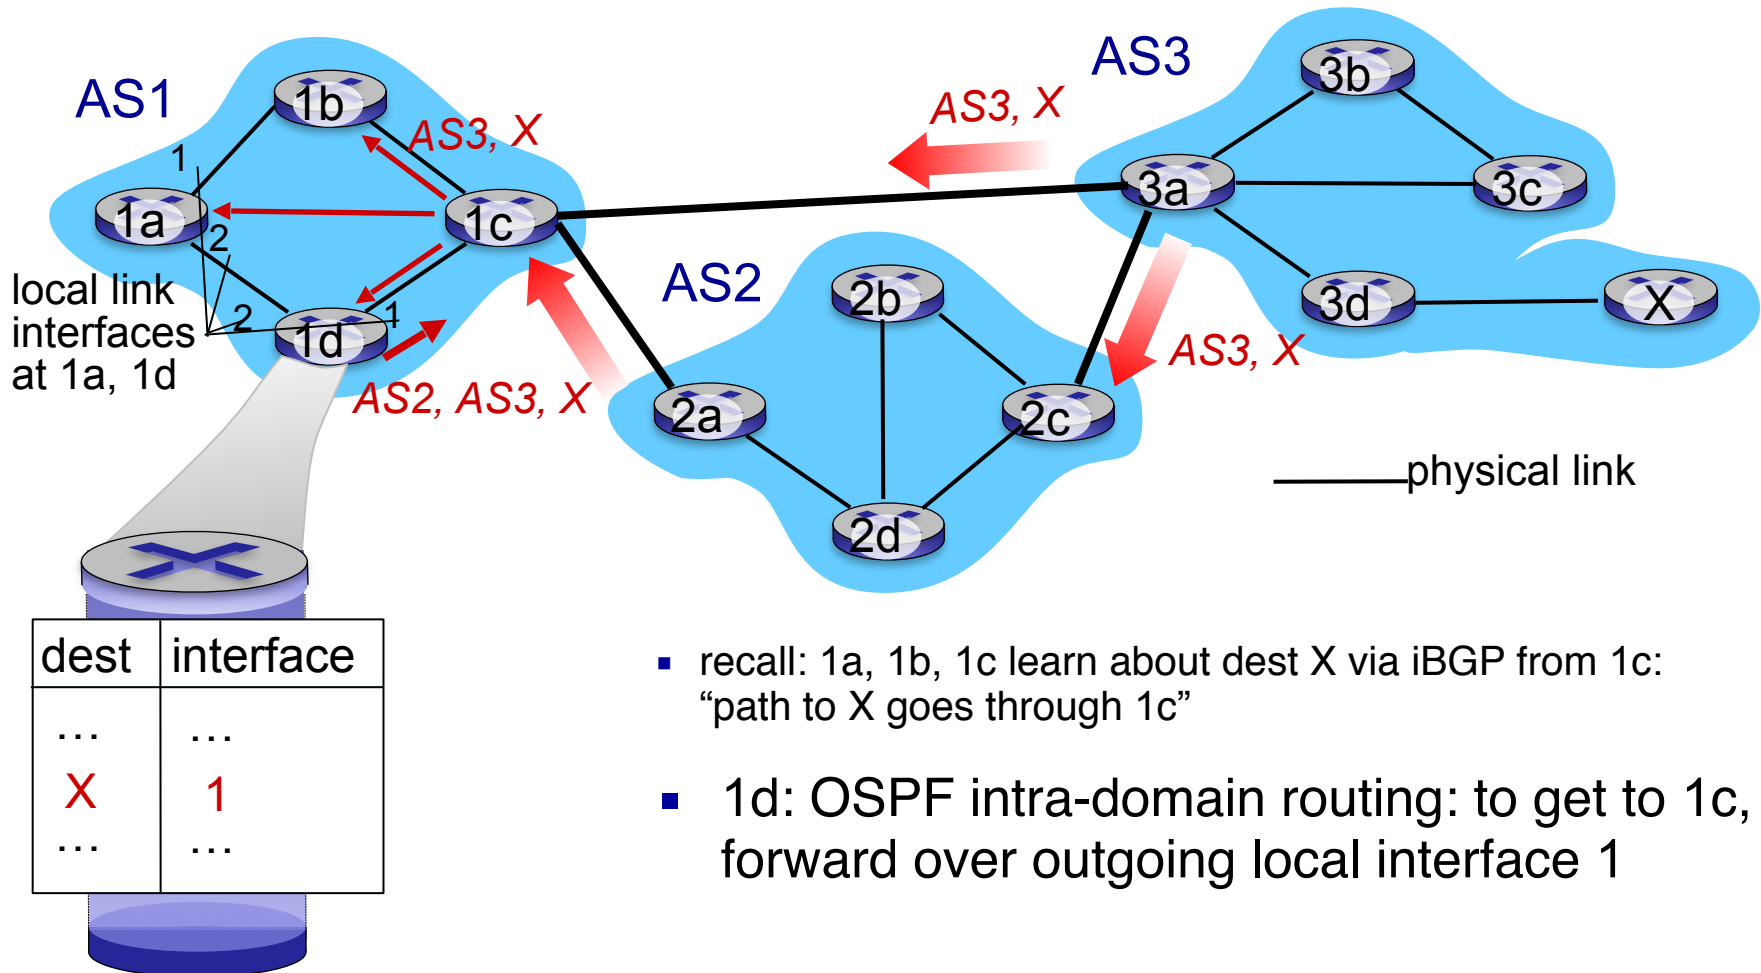 AS1
1b
AS3, X
1
1a
1c
2
local link
interfaces
at 1a, 1d
2
1
1d
AS2, AS3, X
AS3, X
AS3
3b
3a
3c
3d
X
AS3, X
AS2
2b
2a
2c
2d
physical link
dest interface
... ...
X 1
... ...
▪ recall: 1a, 1b, 1c learn about dest X via iBGP from 1c:
“path to X goes through 1c”
▪ 1d: OSPF intra-domain routing: to get to 1c,
forward over outgoing local interface 1